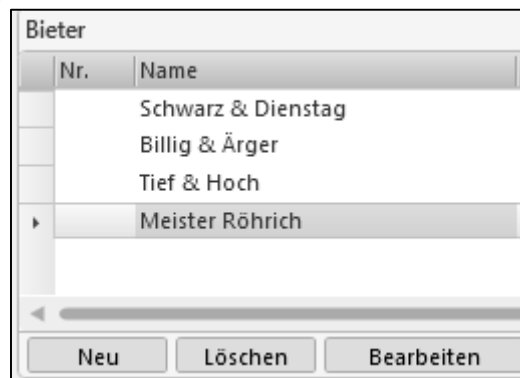 Bieter
Nr. Name
Schwarz & Dienstag
Billig & Ärger
Tief & Hoch
Meister Röhrich
Neu Löschen Bearbeiten